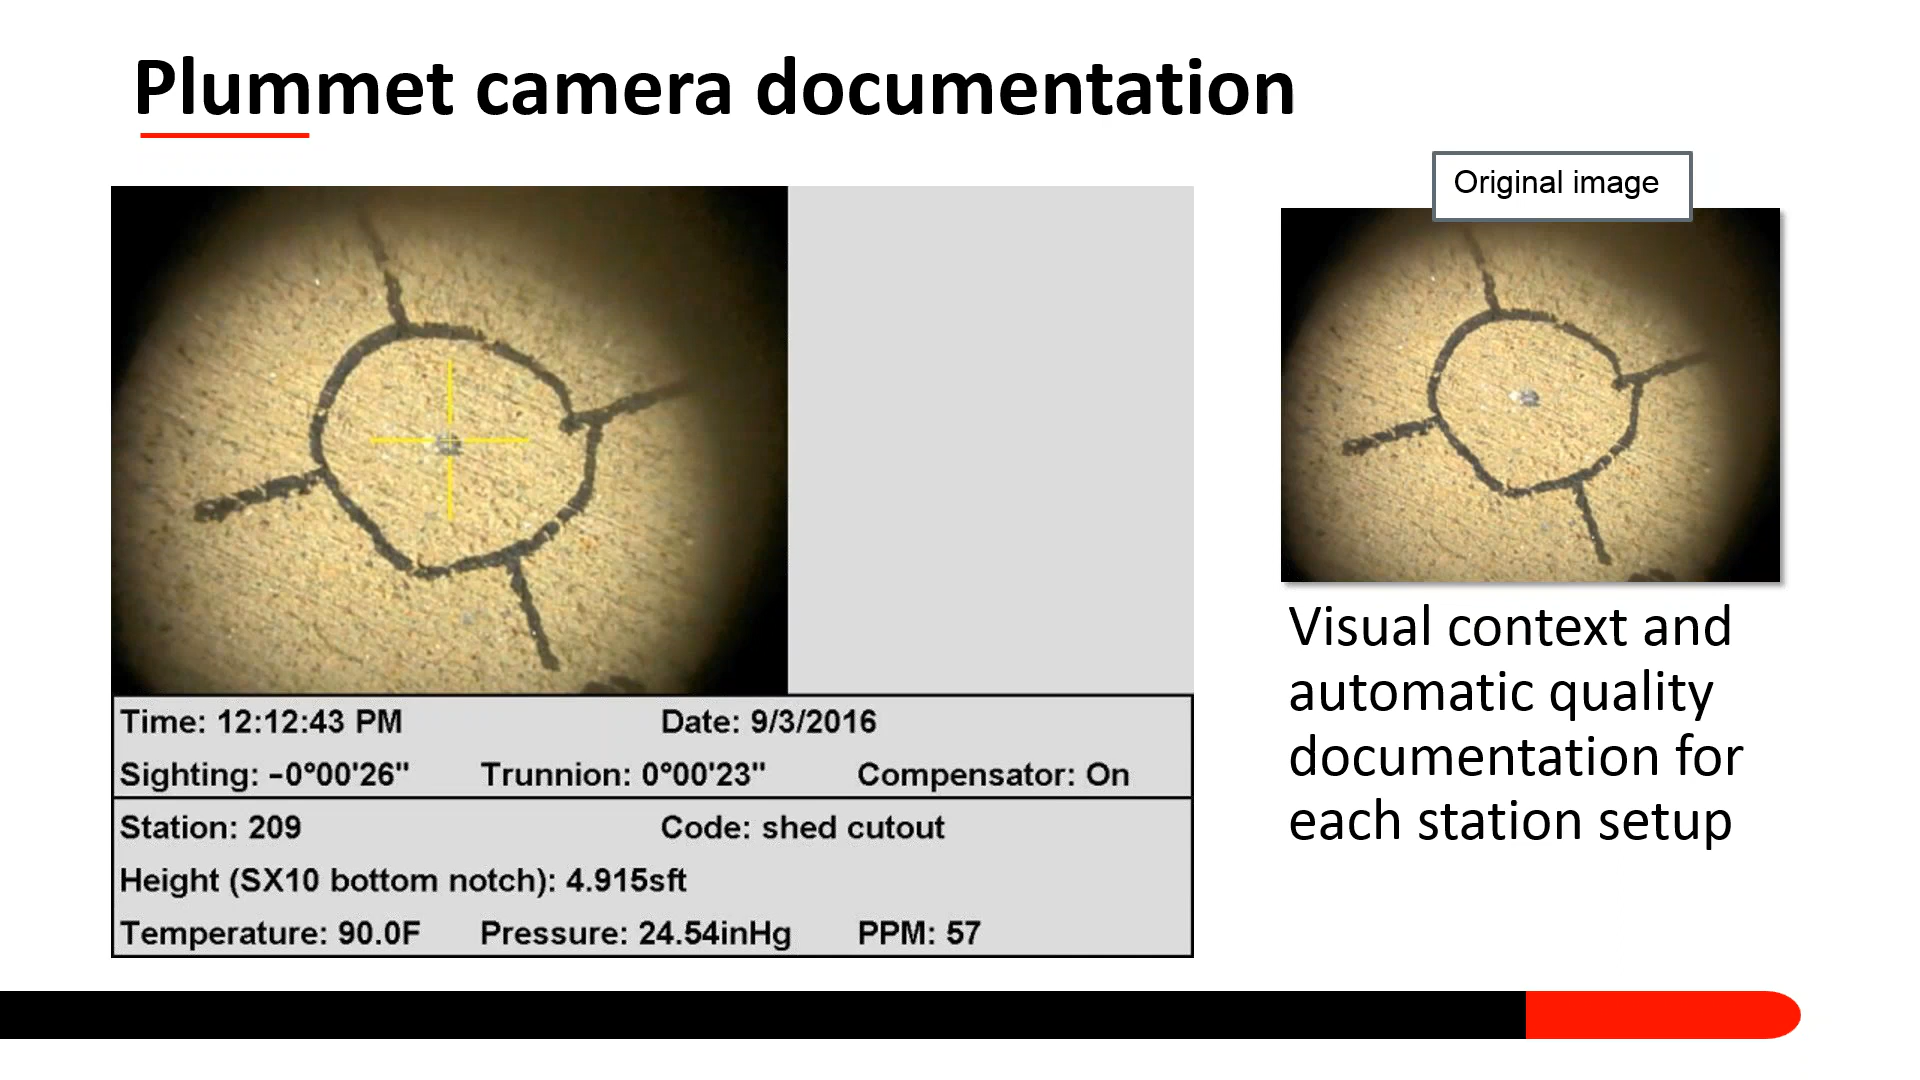 Plummet camera documentation
Original image
Time: 12:12:43 PM Date: 9/3/2016
Sighting: -0°00'26" Trunnion: 0°00'23" Compensator: On
Station: 209 Code: shed cutout
Height (SX10 bottom notch): 4.915sft
Temperature: 90.0F Pressure: 24.54inHg PPM: 57
Visual context and
automatic quality
documentation for
each station setup